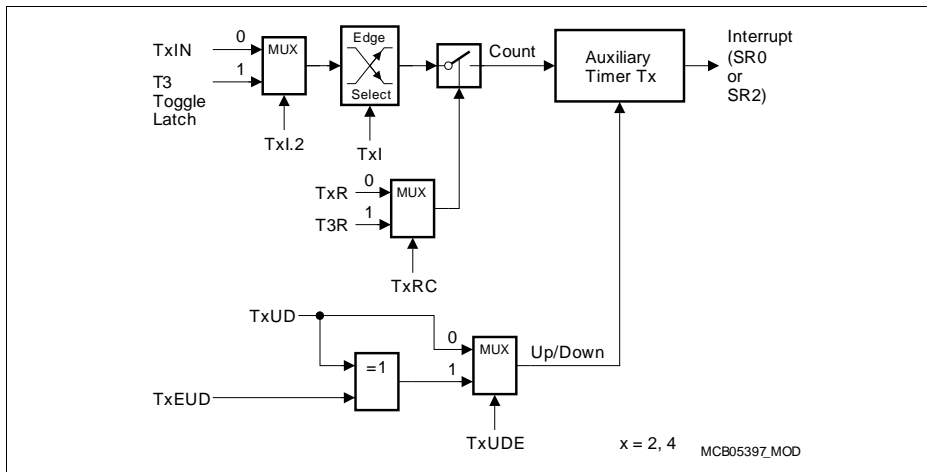 TxIN
0
MUX
T3
Toggle
Latch
1
TxI.2
Edge
Select
TxI
Count
Auxiliary
Timer Tx
Interrupt
(SR0
or
SR2)
TxR
0
MUX
T3R
1
TxRC
TxUD
0
MUX
Up/Down
=1
1
TxEUD
TxUDE
x = 2, 4
MCB05397_MOD